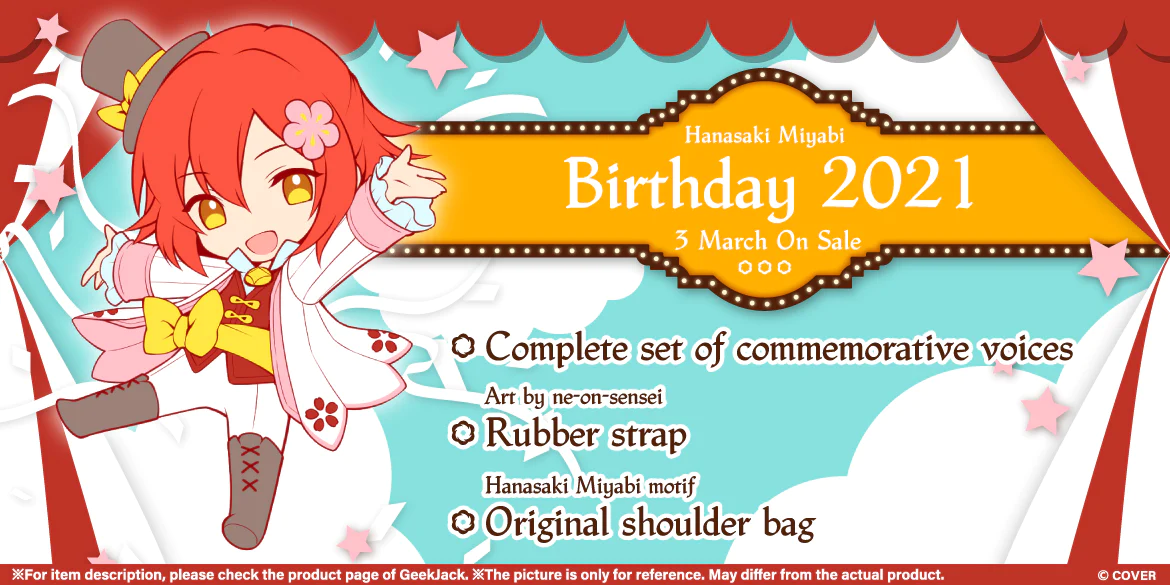 Hanasaki Miyabi
Birthday 2021
3 March On Sale
Complete set of commemorative voices
Art by ne-on-sensei
Rubber strap
Hanasaki Miyabi motif
Original shoulder bag
※For item description, please check the product page of GeekJack. ※The picture is only for reference. May differ from the actual product.
© COVER